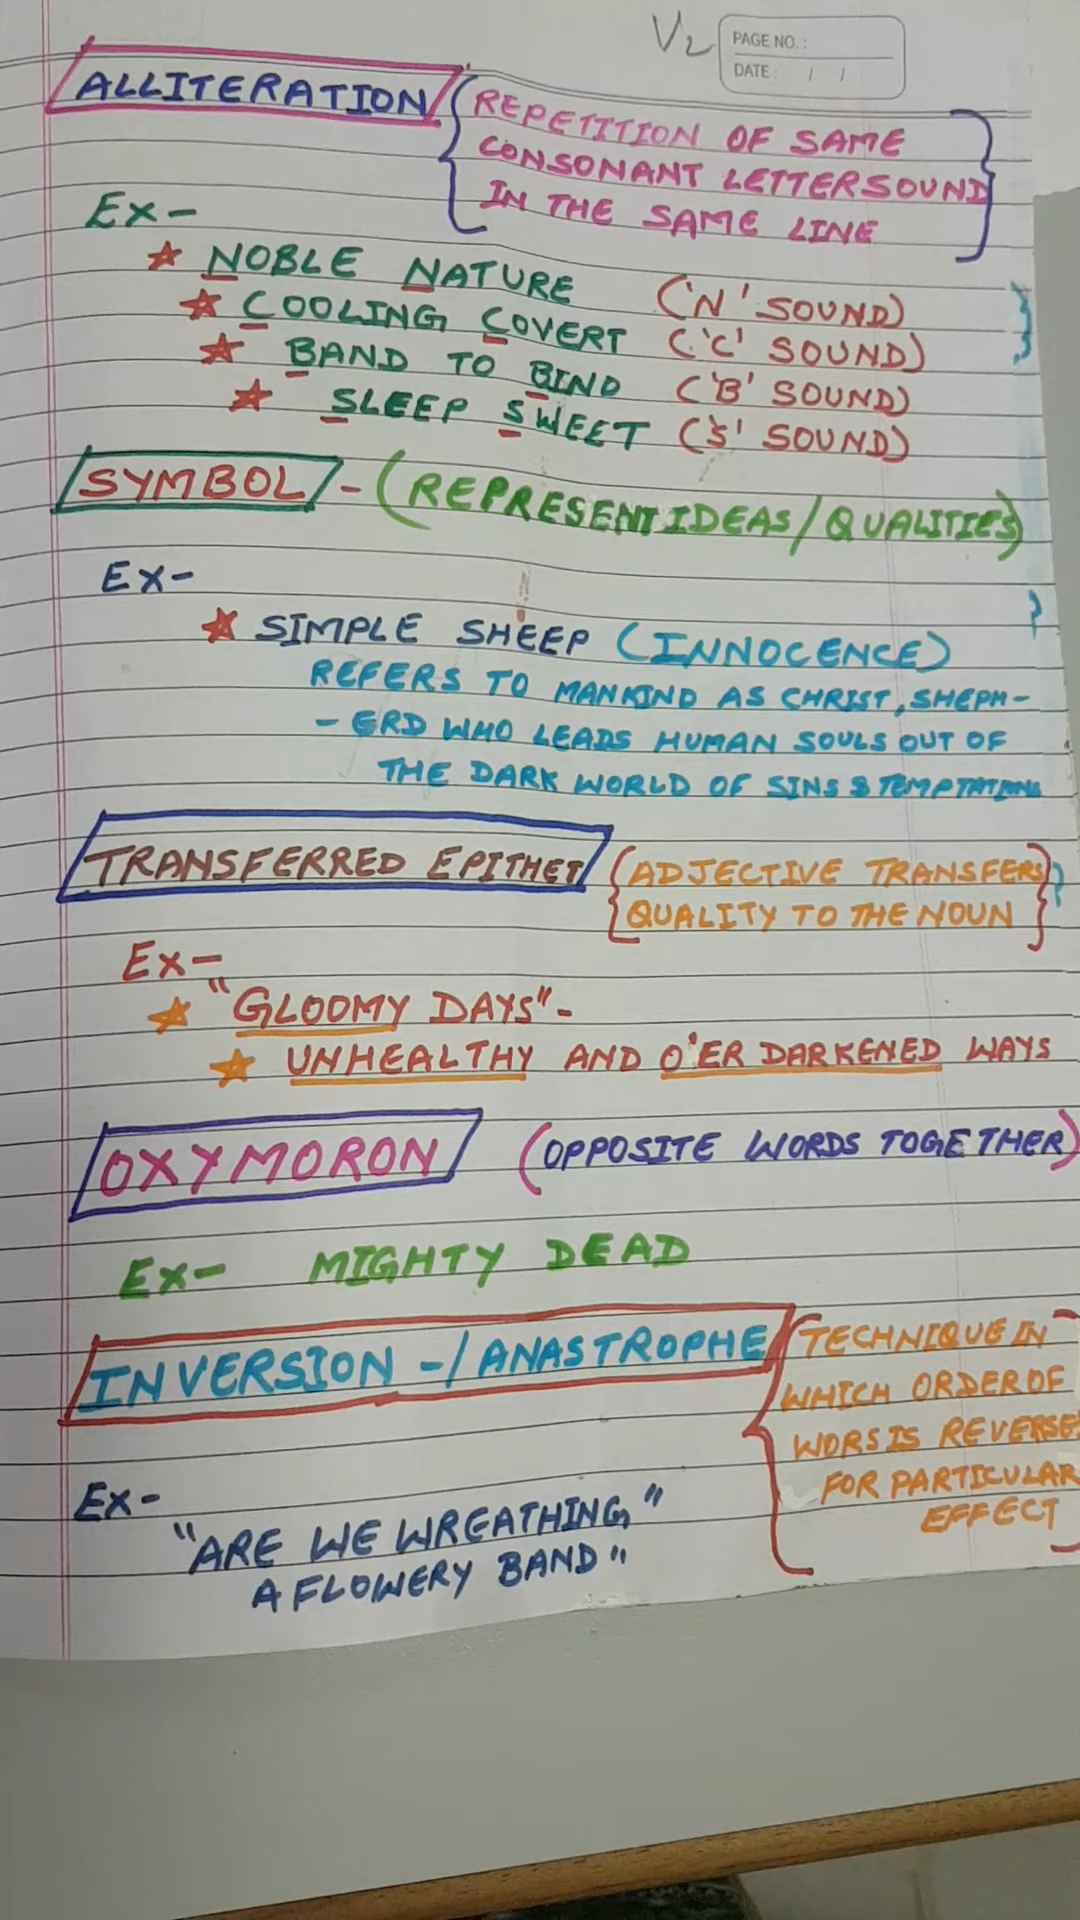 V2
PAGE NO.:
DATE: / /
ALLITERATION
REPETITION OF SAME
CONSONANT LETTERSOUND
IN THE SAME LINE
EX-
NOBLE NATURE ('N' SOUND)
COOLING COVERT ('C' SOUND)
BAND TO BIND ('B' SOUND)
SLEEP SWEET ('S' SOUND)
SYMBOL - (REPRESENT IDEAS/QUALITIES)
EX-
SIMPLE SHEEP (INNOCENCE)
REFERS TO MANKIND AS CHRIST, SHEPH-
- ERD WHO LEADS HUMAN SOULS OUT OF
THE DARK WORLD OF SINS & TEMPTATIONS
TRANSFERRED EPITHET
{ADJECTIVE TRANSFERS
QUALITY TO THE NOUN}
EX-
"GLOOMY DAYS"-
UNHEALTHY AND O'ER DARKENED WAYS
OXYMORON (OPPOSITE WORDS TOGETHER)
EX- MIGHTY DEAD
INVERSION -/ANASTROPHE
TECHNIQUE IN
WHICH ORDER OF
WORS IS REVERSE
FOR PARTICULAR
EFFECT
EX-
"ARE WE WREATHING"
A FLOWERY BAND"